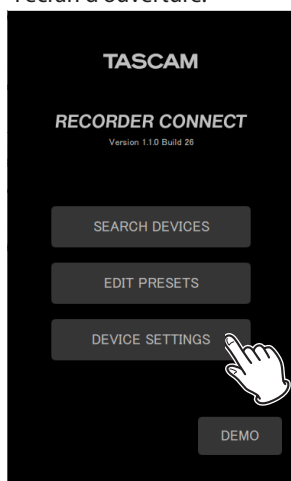 l'écran d'ouverture.
TASCAM
RECORDER CONNECT
Version 1.1.0 Build 26
SEARCH DEVICES
EDIT PRESETS
DEVICE SETTINGS
DEMO